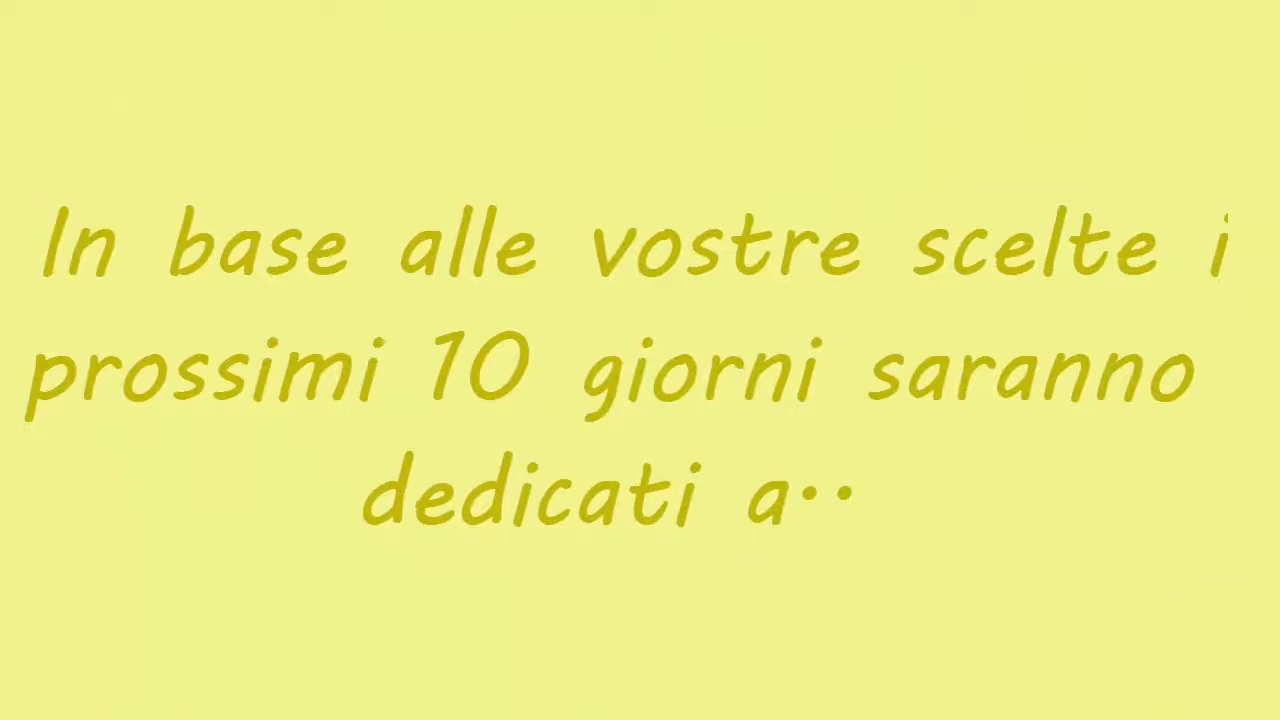 In base alle vostre scelte i
prossimi 10 giorni saranno
dedicati a..